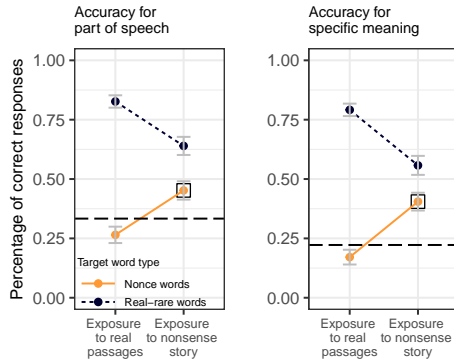 Accuracy for
part of speech
Accuracy for
specific meaning
Percentage of correct responses
1.00
0.75
0.50
0.25
0.00
Target word type
Nonce words
Real−rare words
Exposure
to real
passages
Exposure
to nonsense
story
1.00
0.75
0.50
0.25
0.00
Exposure
to real
passages
Exposure
to nonsense
story